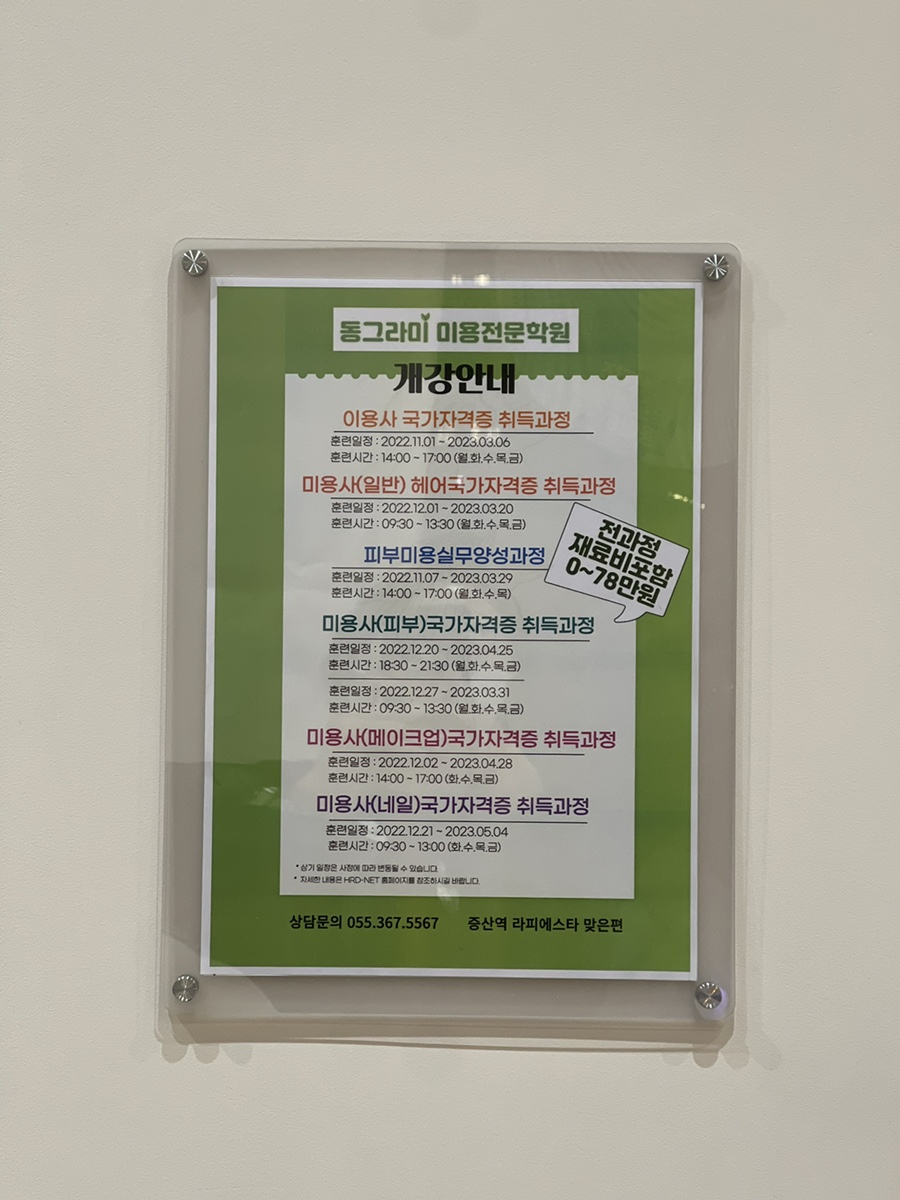 동그라미 미용전문학원
개강안내
이용사 국가자격증 취득과정
훈련일정 : 2022.11.01 ~ 2023.03.06
훈련시간 : 14:00 ~ 17:00 (월.화.수.목.금)
미용사(일반) 헤어국가자격증 취득과정
훈련일정 : 2022.12.01 ~ 2023.03.20
훈련시간 : 09:30 ~ 13:30 (월.화.수.목.금)
전과정
재료비포함
0~78만원
피부미용실무양성과정
훈련일정 : 2022.11.07 ~ 2023.03.29
훈련시간 : 14:00 ~ 17:00 (월.화.수.목)
미용사(피부)국가자격증 취득과정
훈련일정 : 2022.12.20 ~ 2023.04.25
훈련시간 : 18:30 ~ 21:30 (월.화.수.목.금)
훈련일정 : 2022.12.27 ~ 2023.03.31
훈련시간 : 09:30 ~ 13:30 (월.화.수.목.금)
미용사(메이크업)국가자격증 취득과정
훈련일정 : 2022.12.02 ~ 2023.04.28
훈련시간 : 14:00 ~ 17:00 (화.수.목.금)
미용사(네일)국가자격증 취득과정
훈련일정 : 2022.12.21 ~ 2023.05.04
훈련시간 : 09:30 ~ 13:00 (화.수.목.금)
* 상기 일정은 사정에 따라 변동될 수 있습니다.
* 자세한 내용은 HRD-NET 홈페이지를 참조하시길 바랍니다.
상담문의 055.367.5567 증산역 라피에스타 맞은편